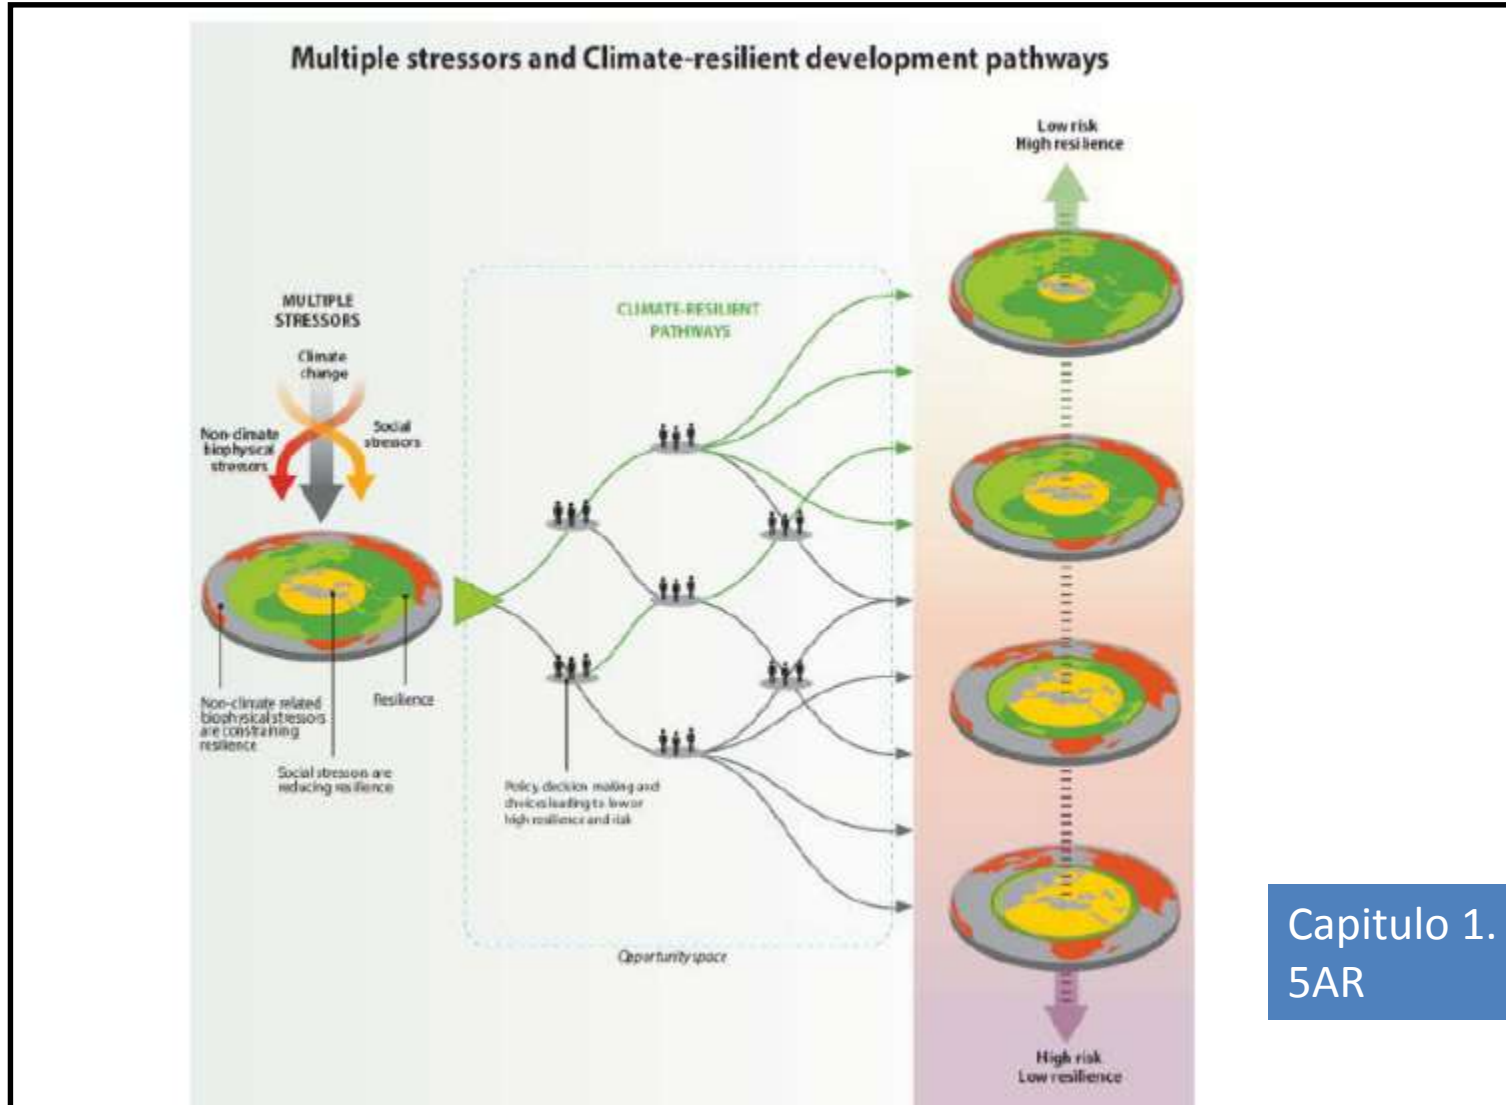 Multiple stressors and Climate-resilient development pathways
Low risk
High resilience
MULTIPLE
STRESSORS
Climate
change
Non-climate
biophysical
stressors
Social
stressors
CLIMATE-RESILIENT
PATHWAYS
Non-climate related
biophysical stressors
are constraining
resilience
Resilience
Social stressors are
reducing resilience
Policy, decision making and
choices leading to low or
high resilience and risk
Opportunity space
High risk
Low resilience
Capitulo 1.
5AR